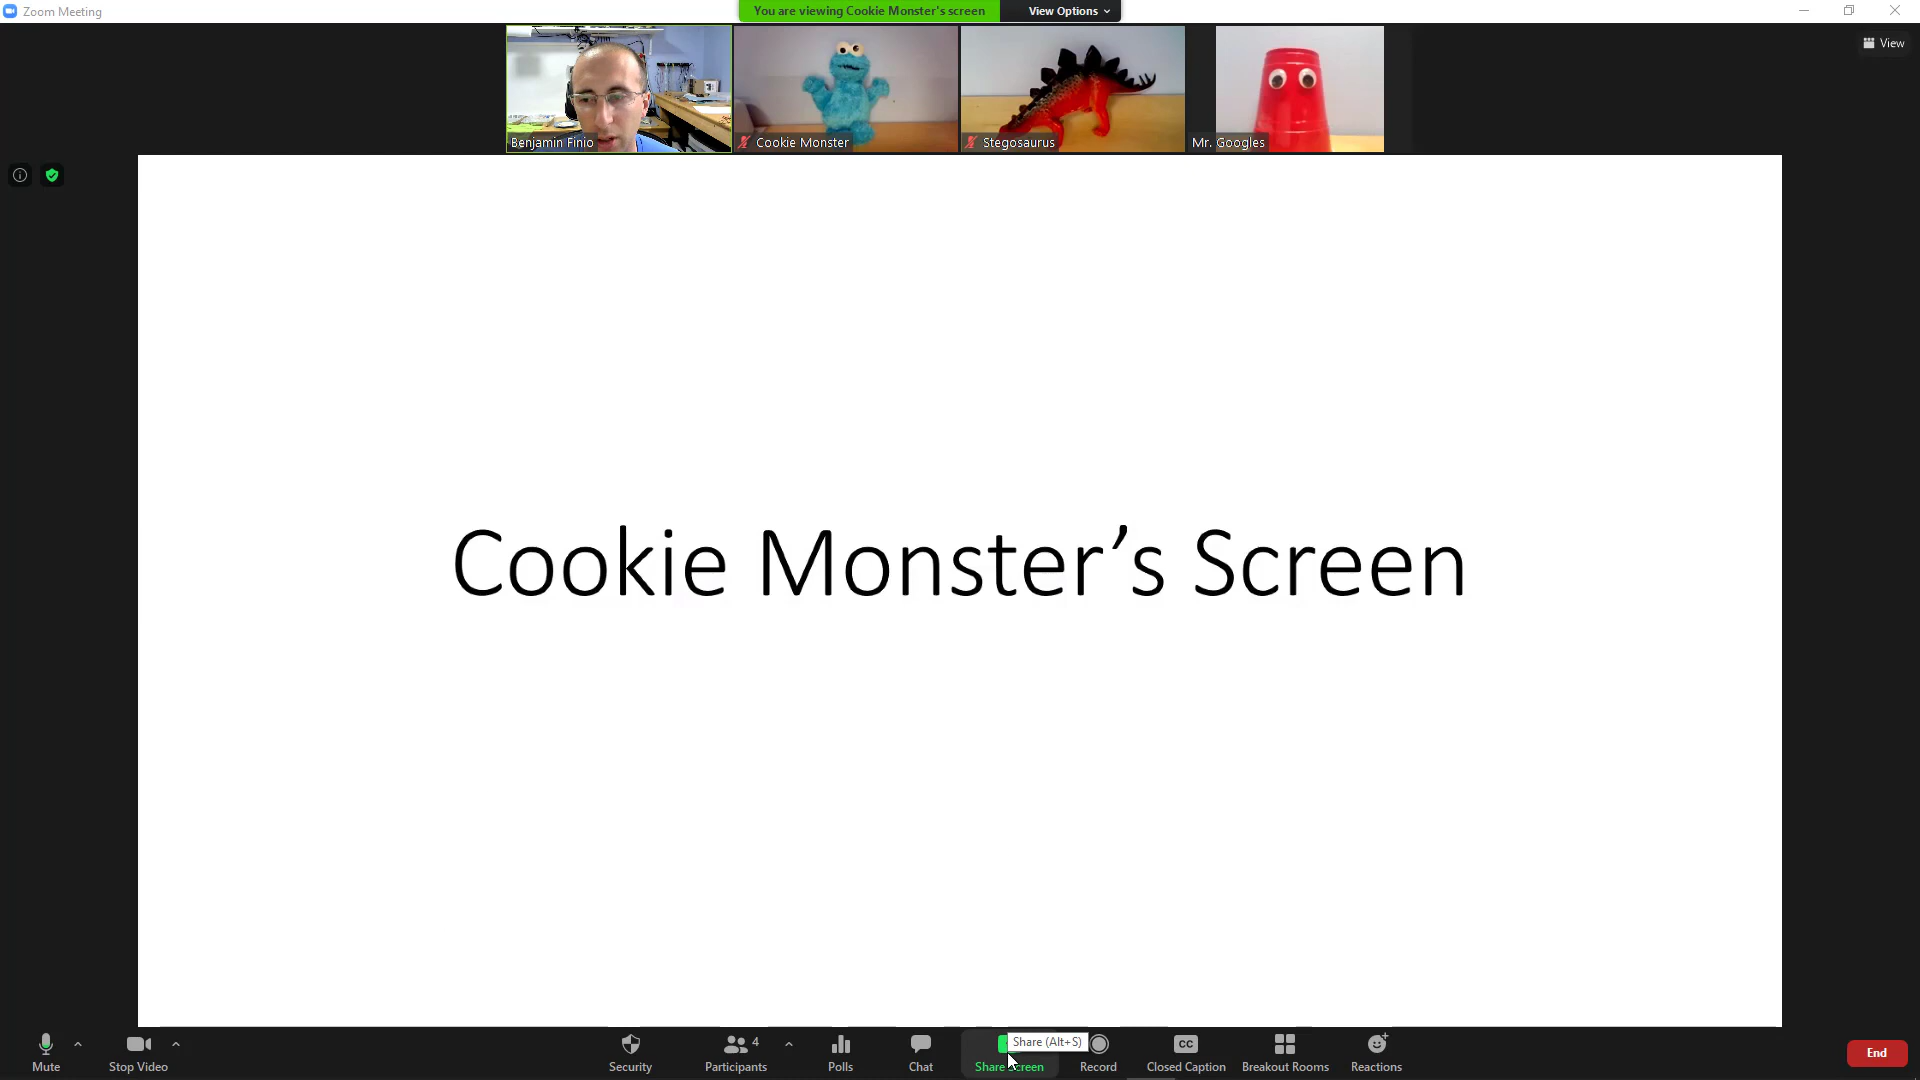 Zoom Meeting
You are viewing Cookie Monster's screen
View Options
View
Benjamin Finio
Cookie Monster
Stegosaurus
Mr. Googles
Cookie Monster’s Screen
Mute
Stop Video
Security
4
Participants
Polls
Chat
Share (Alt+S)
Share Screen
Record
CC
Closed Caption
Breakout Rooms
Reactions
End